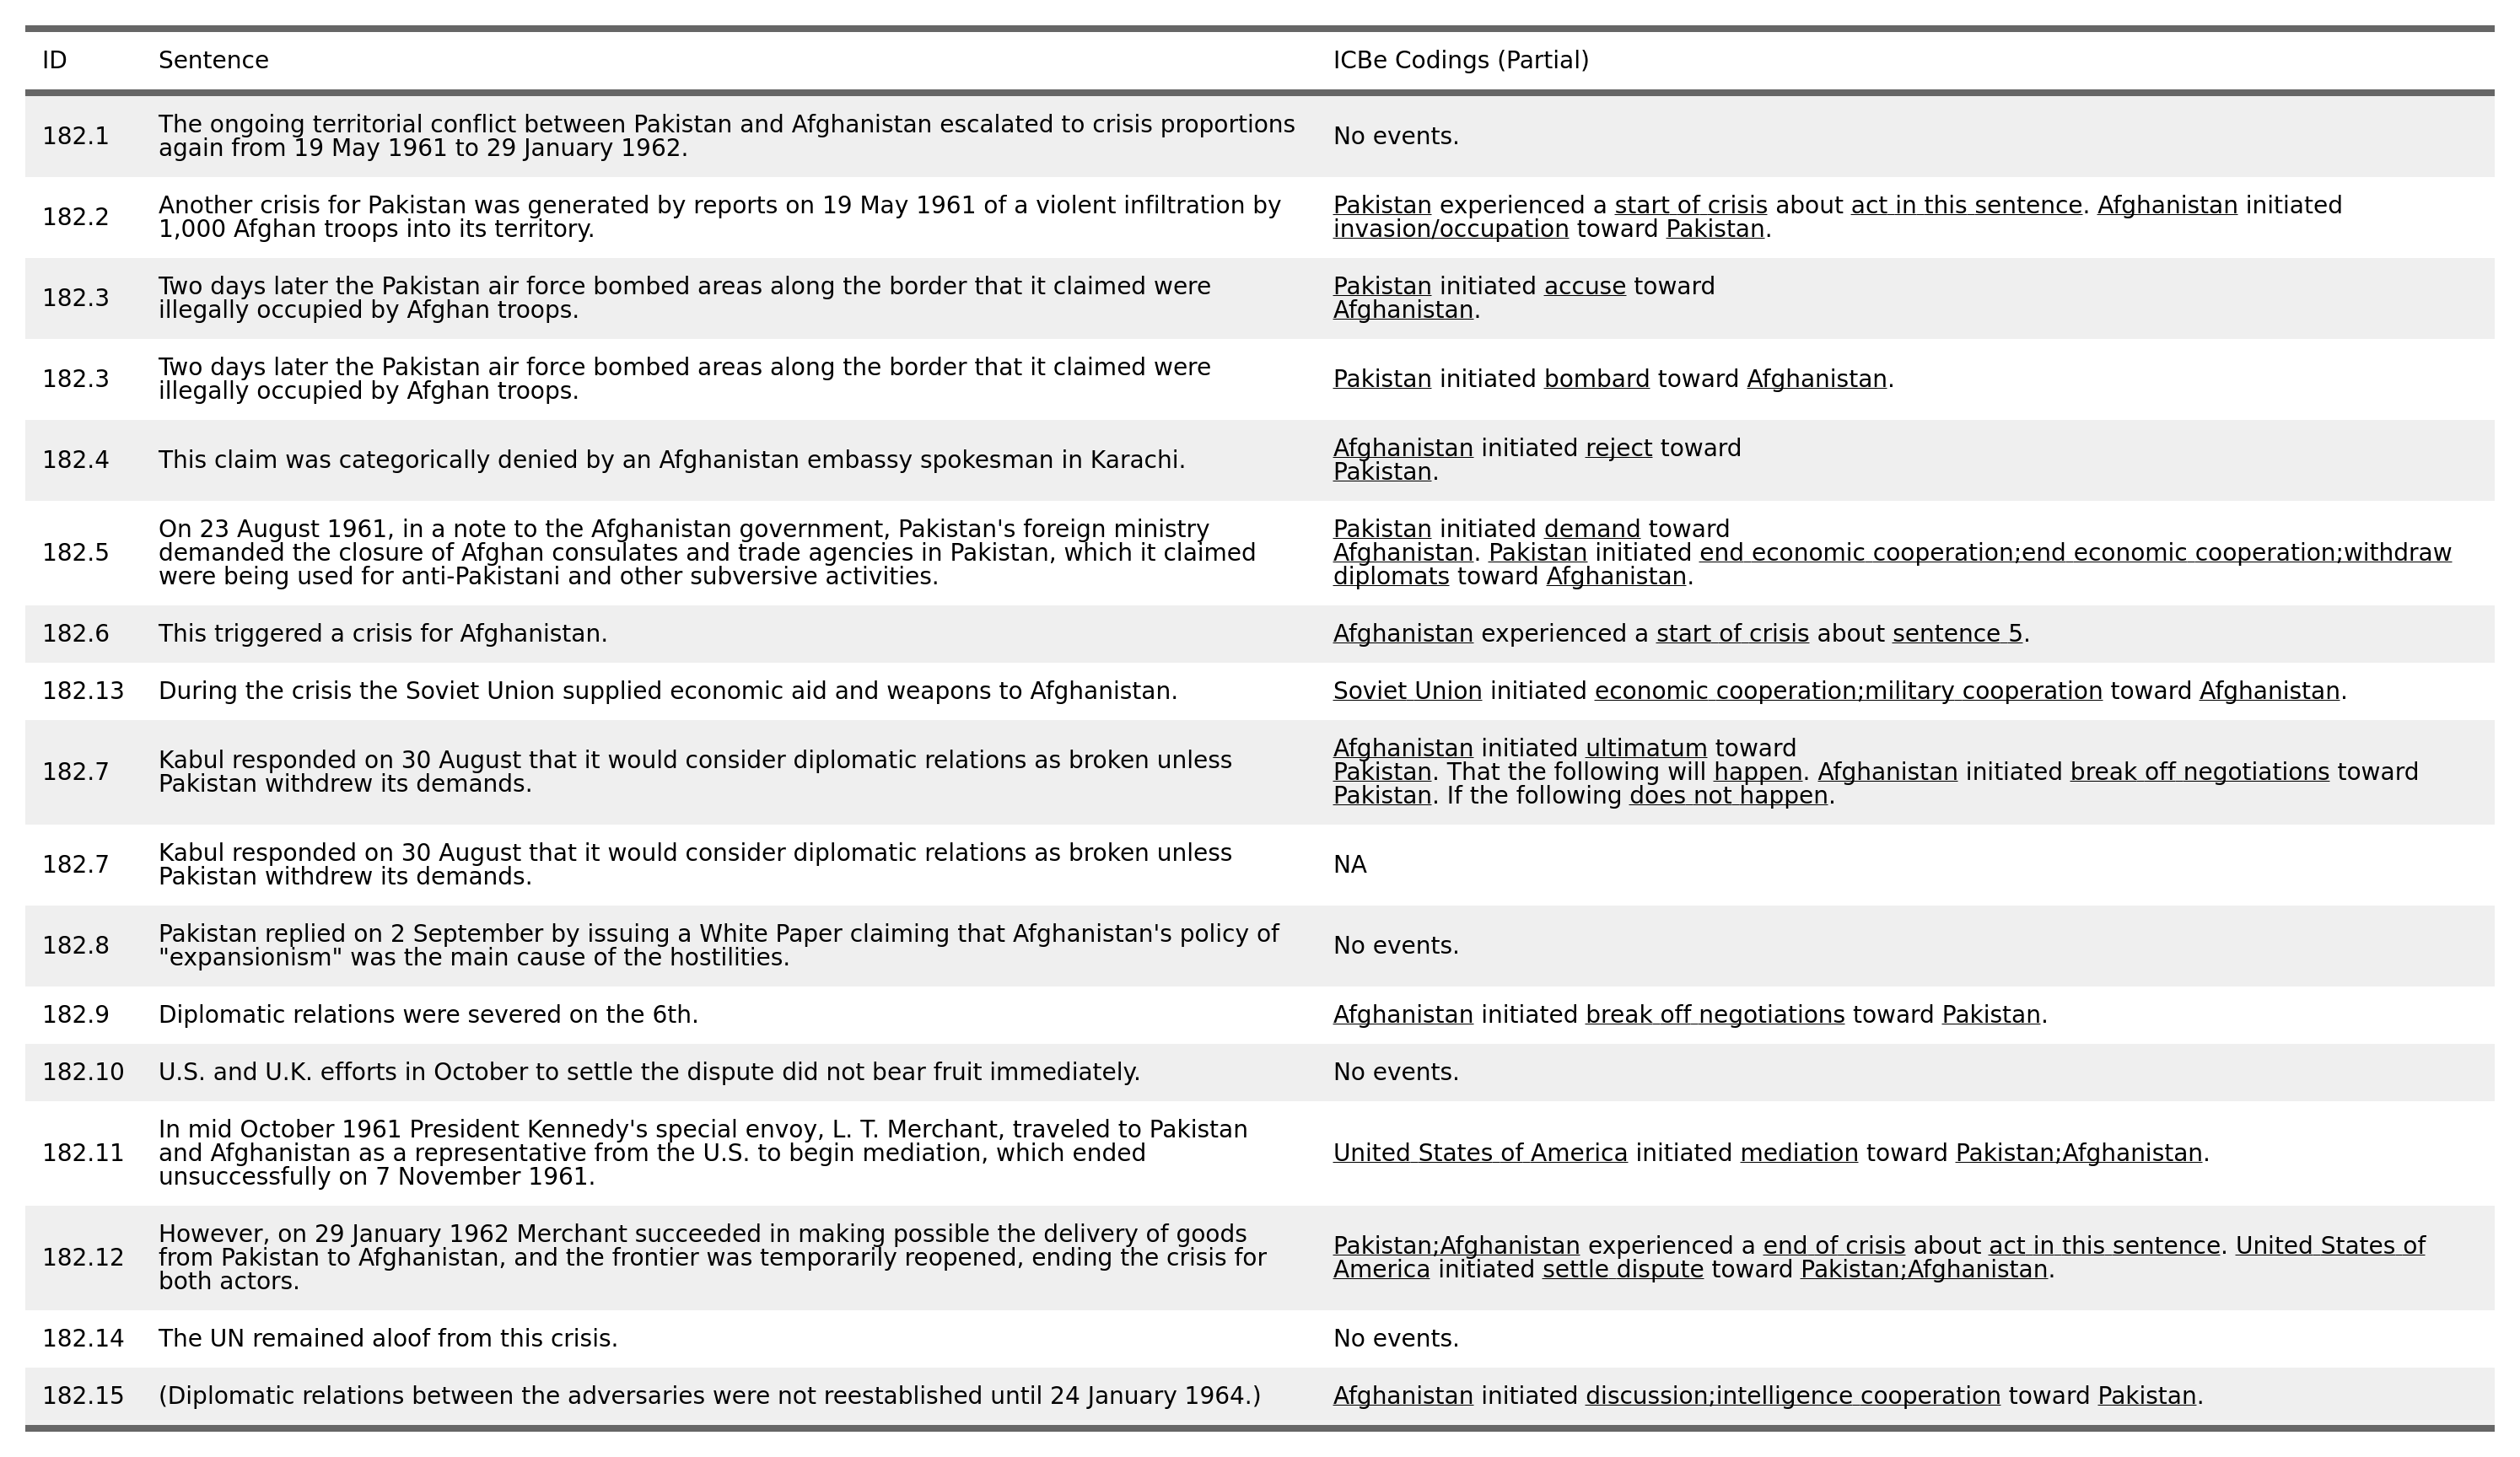 ID Sentence ICBe Codings (Partial)
182.1 The ongoing territorial conflict between Pakistan and Afghanistan escalated to crisis proportions
again from 19 May 1961 to 29 January 1962.
No events.
182.2 Another crisis for Pakistan was generated by reports on 19 May 1961 of a violent infiltration by
1,000 Afghan troops into its territory.
Pakistan experienced a start of crisis about act in this sentence. Afghanistan initiated
invasion/occupation toward Pakistan.
182.3 Two days later the Pakistan air force bombed areas along the border that it claimed were
illegally occupied by Afghan troops.
Pakistan initiated accuse toward
Afghanistan.
182.3 Two days later the Pakistan air force bombed areas along the border that it claimed were
illegally occupied by Afghan troops.
Pakistan initiated bombard toward Afghanistan.
182.4 This claim was categorically denied by an Afghanistan embassy spokesman in Karachi.
Afghanistan initiated reject toward
Pakistan.
182.5 On 23 August 1961, in a note to the Afghanistan government, Pakistan's foreign ministry
demanded the closure of Afghan consulates and trade agencies in Pakistan, which it claimed
were being used for anti-Pakistani and other subversive activities.
Pakistan initiated demand toward
Afghanistan. Pakistan initiated end economic cooperation;end economic cooperation;withdraw
diplomats toward Afghanistan.
182.6 This triggered a crisis for Afghanistan.
Afghanistan experienced a start of crisis about sentence 5.
182.13 During the crisis the Soviet Union supplied economic aid and weapons to Afghanistan.
Soviet Union initiated economic cooperation;military cooperation toward Afghanistan.
182.7 Kabul responded on 30 August that it would consider diplomatic relations as broken unless
Pakistan withdrew its demands.
Afghanistan initiated ultimatum toward
Pakistan. That the following will happen. Afghanistan initiated break off negotiations toward
Pakistan. If the following does not happen.
182.7 Kabul responded on 30 August that it would consider diplomatic relations as broken unless
Pakistan withdrew its demands.
NA
182.8 Pakistan replied on 2 September by issuing a White Paper claiming that Afghanistan's policy of
"expansionism" was the main cause of the hostilities.
No events.
182.9 Diplomatic relations were severed on the 6th.
Afghanistan initiated break off negotiations toward Pakistan.
182.10 U.S. and U.K. efforts in October to settle the dispute did not bear fruit immediately.
No events.
182.11 In mid October 1961 President Kennedy's special envoy, L. T. Merchant, traveled to Pakistan
and Afghanistan as a representative from the U.S. to begin mediation, which ended
unsuccessfully on 7 November 1961.
United States of America initiated mediation toward Pakistan;Afghanistan.
182.12 However, on 29 January 1962 Merchant succeeded in making possible the delivery of goods
from Pakistan to Afghanistan, and the frontier was temporarily reopened, ending the crisis for
both actors.
Pakistan;Afghanistan experienced a end of crisis about act in this sentence. United States of
America initiated settle dispute toward Pakistan;Afghanistan.
182.14 The UN remained aloof from this crisis.
No events.
182.15 (Diplomatic relations between the adversaries were not reestablished until 24 January 1964.)
Afghanistan initiated discussion;intelligence cooperation toward Pakistan.